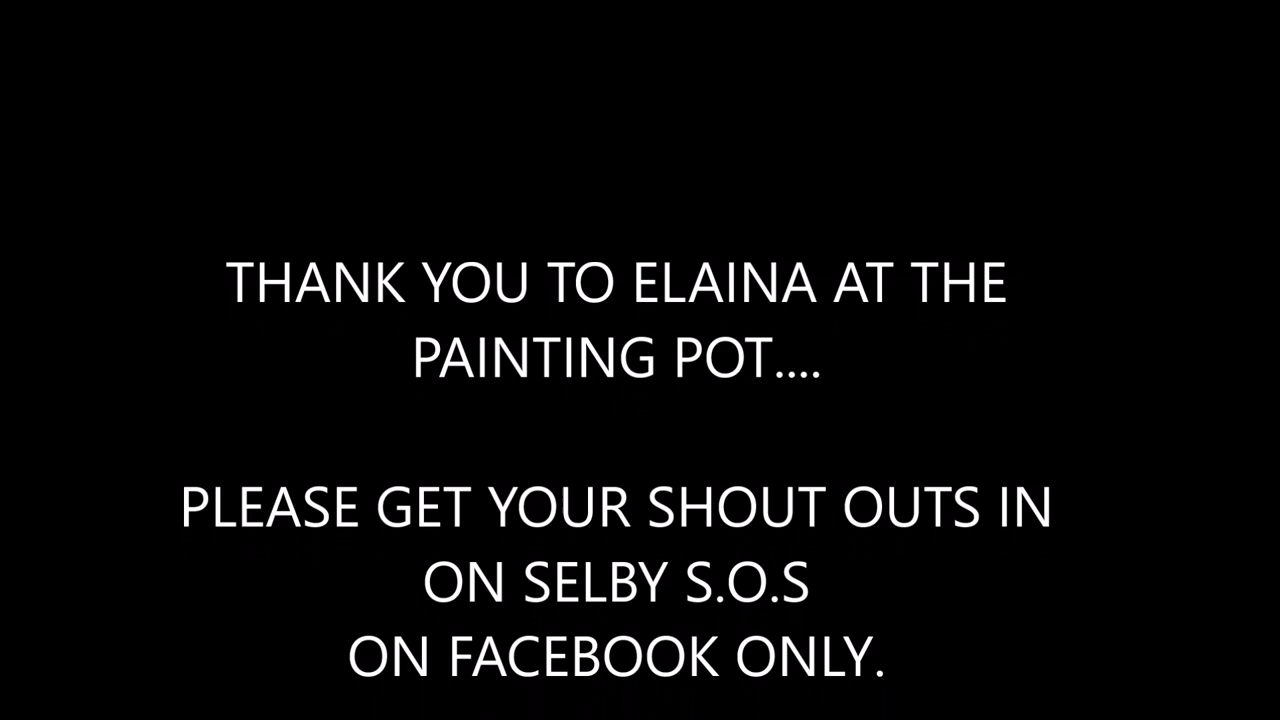 THANK YOU TO ELAINA AT THE
PAINTING POT....
PLEASE GET YOUR SHOUT OUTS IN
ON SELBY S.O.S
ON FACEBOOK ONLY.